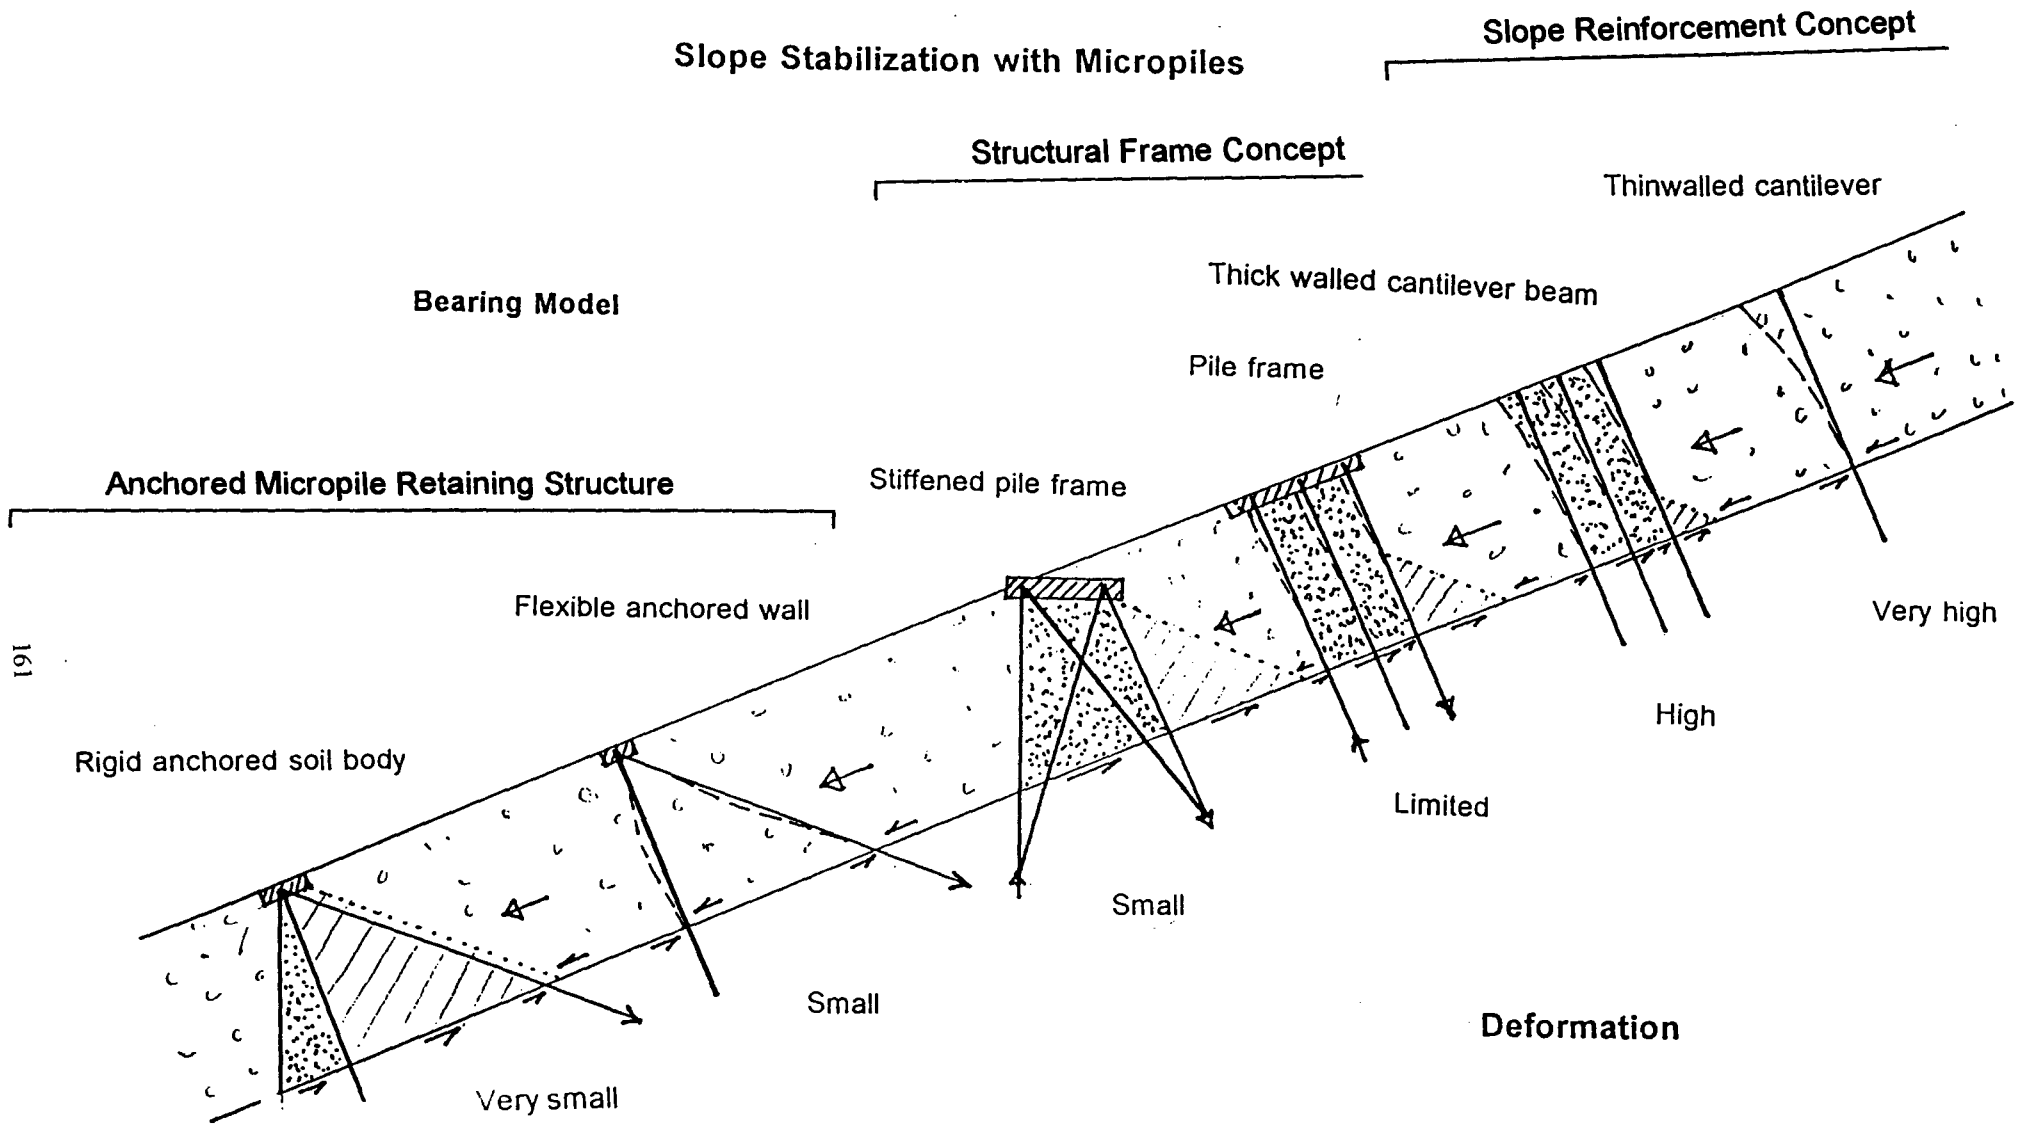 Slope Reinforcement Concept
Slope Stabilization with Micropiles
Structural Frame Concept
Thinwalled cantilever
Thick walled cantilever beam
Bearing Model
Pile frame
Anchored Micropile Retaining Structure
Stiffened pile frame
Flexible anchored wall
Very high
161
High
Rigid anchored soil body
Limited
Small
Small
Deformation
Very small